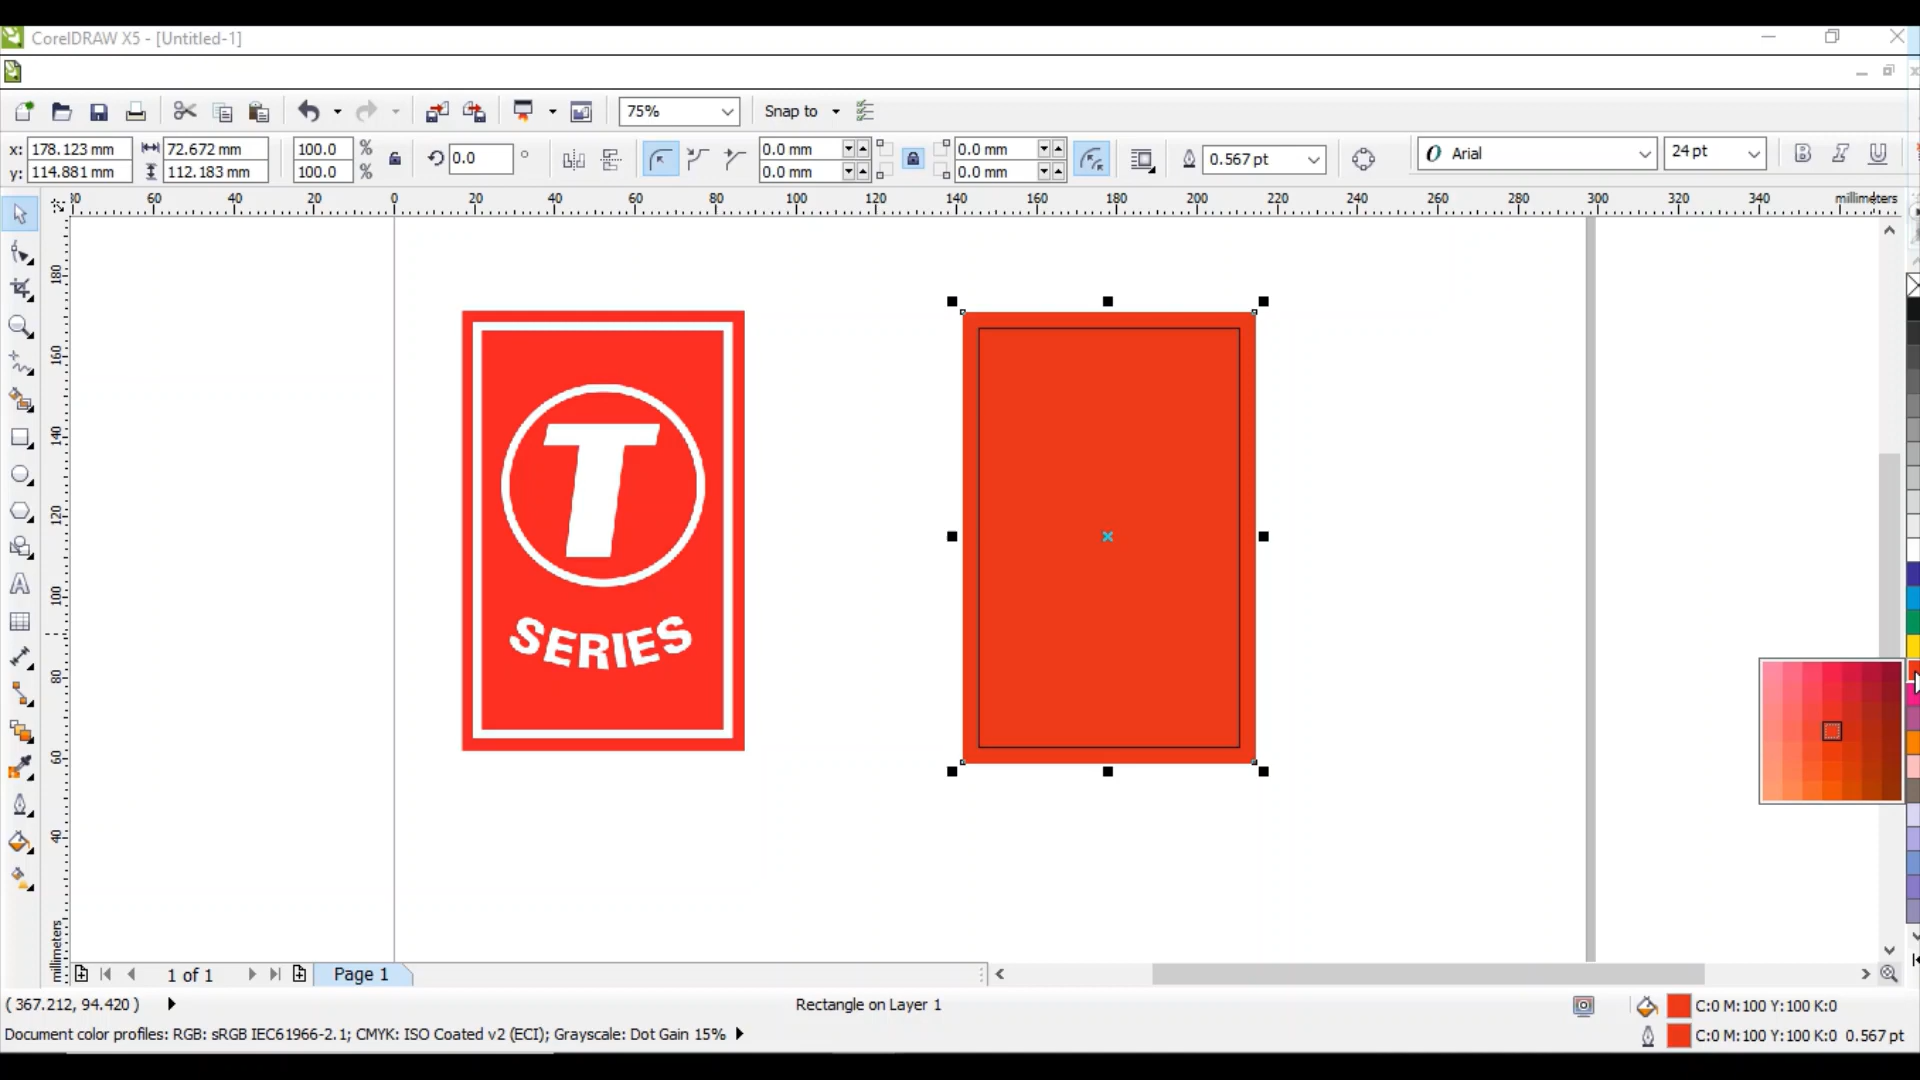 CorelDRAW X5 - [Untitled-1]
75%
Snap to
x: 178.123 mm 72.672 mm 100.0 % 0.0 ° 0.0 mm 0.0 mm 0.567 pt Arial 24 pt B I U
y: 114.881 mm 112.183 mm 100.0 % 0.0 mm 0.0 mm
60 40 20 0 20 40 60 80 100 120 140 160 180 200 220 240 260 280 300 320 340 millimeters
180
160
140
120
100
80
60
40
millimeters
T
SERIES
1 of 1 Page 1
( 367.212, 94.420 ) Rectangle on Layer 1 C:0 M:100 Y:100 K:0
Document color profiles: RGB: sRGB IEC61966-2.1; CMYK: ISO Coated v2 (ECI); Grayscale: Dot Gain 15% C:0 M:100 Y:100 K:0 0.567 pt